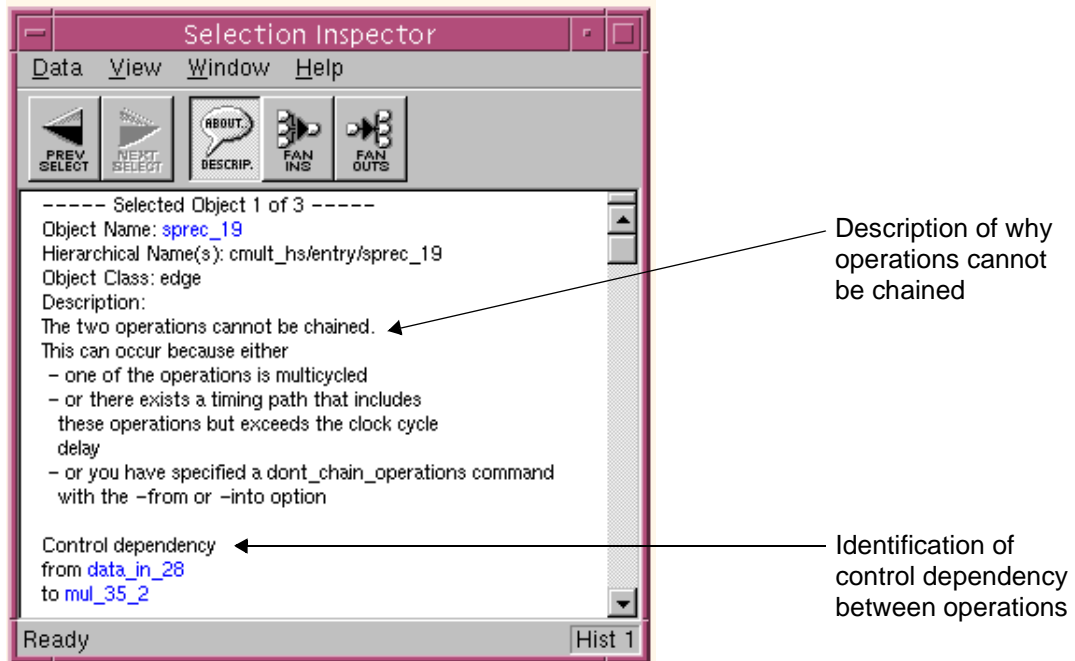 Selection Inspector
Data View Window Help
PREV SELECT
NEXT SELECT
ABOUT..
DESCRIP.
FAN INS
FAN OUTS
----- Selected Object 1 of 3 -----
Object Name: sprec_19
Hierarchical Name(s): cmult_hs/entry/sprec_19
Object Class: edge
Description:
The two operations cannot be chained.
This can occur because either
– one of the operations is multicycled
– or there exists a timing path that includes
these operations but exceeds the clock cycle
delay
– or you have specified a dont_chain_operations command
with the –from or –into option
Control dependency
from data_in_28
to mul_35_2
Ready
Hist 1
Description of why
operations cannot
be chained
Identification of
control dependency
between operations